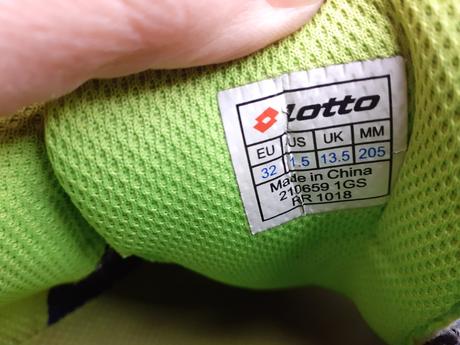 lotto
EU US UK MM
32 1.5 13.5 205
Made in China
210659 1GS
RR 1018